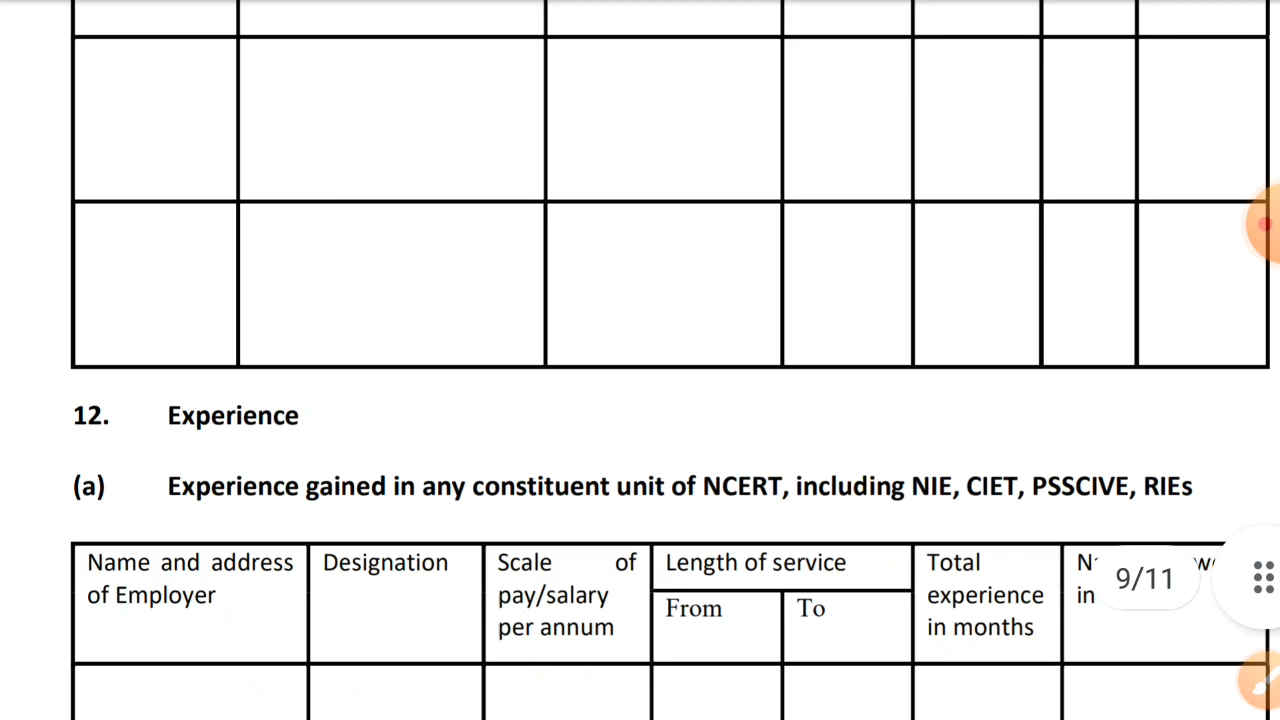 12. Experience
(a) Experience gained in any constituent unit of NCERT, including NIE, CIET, PSSCIVE, RIEs
Name and address of Employer
Designation
Scale of pay/salary per annum
Length of service
From
To
Total experience in months
in
9/11